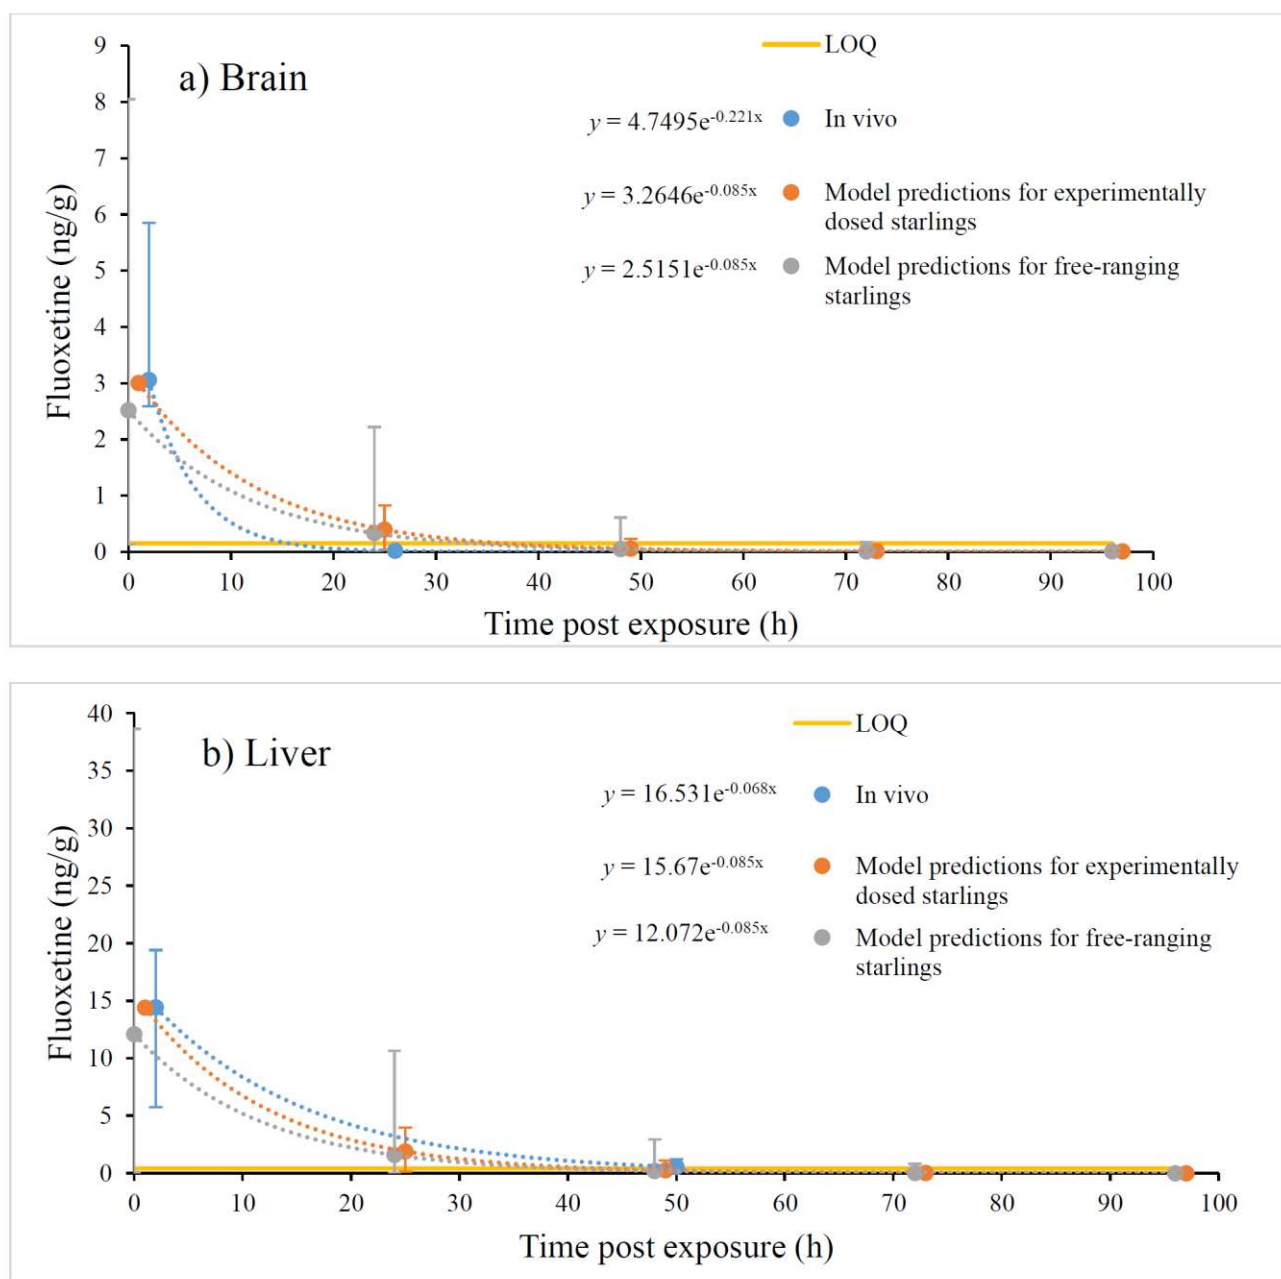 a) Brain
LOQ
y = 4.7495e^-0.221x
In vivo
y = 3.2646e^-0.085x
Model predictions for experimentally
dosed starlings
y = 2.5151e^-0.085x
Model predictions for free-ranging
starlings
Fluoxetine (ng/g)
9
8
7
6
5
4
3
2
1
0
0 10 20 30 40 50 60 70 80 90 100
Time post exposure (h)
b) Liver
LOQ
y = 16.531e^-0.068x
In vivo
y = 15.67e^-0.085x
Model predictions for experimentally
dosed starlings
y = 12.072e^-0.085x
Model predictions for free-ranging
starlings
Fluoxetine (ng/g)
40
35
30
25
20
15
10
5
0
0 10 20 30 40 50 60 70 80 90 100
Time post exposure (h)